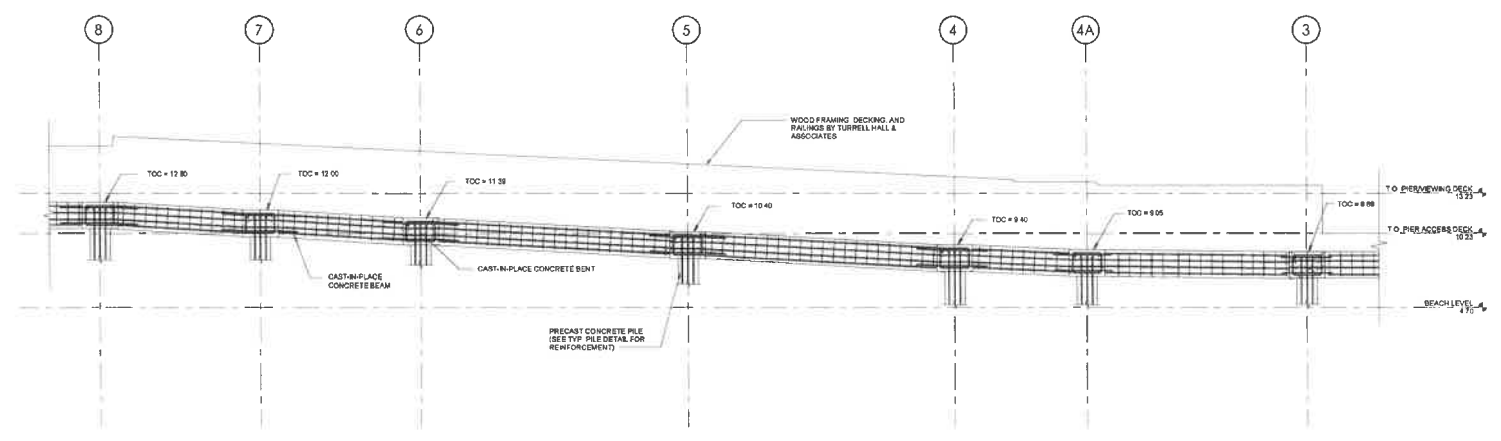 8
7
6
5
4
4A
3
WOOD FRAMING, DECKING, AND
RAILINGS BY TURRELL HALL &
ASSOCIATES
TOC = 12.80
TOC = 12.00
TOC = 11.39
TOC = 10.40
TOC = 9.40
TOC = 9.05
TOC = 8.88
T.O. PIER/VIEWING DECK
13.23
T.O. PIER ACCESS DECK
10.23
CAST-IN-PLACE
CONCRETE BEAM
CAST-IN-PLACE CONCRETE BENT
BEACH LEVEL
4.70
PRECAST CONCRETE PILE
(SEE TYP. PILE DETAIL FOR
REINFORCEMENT)